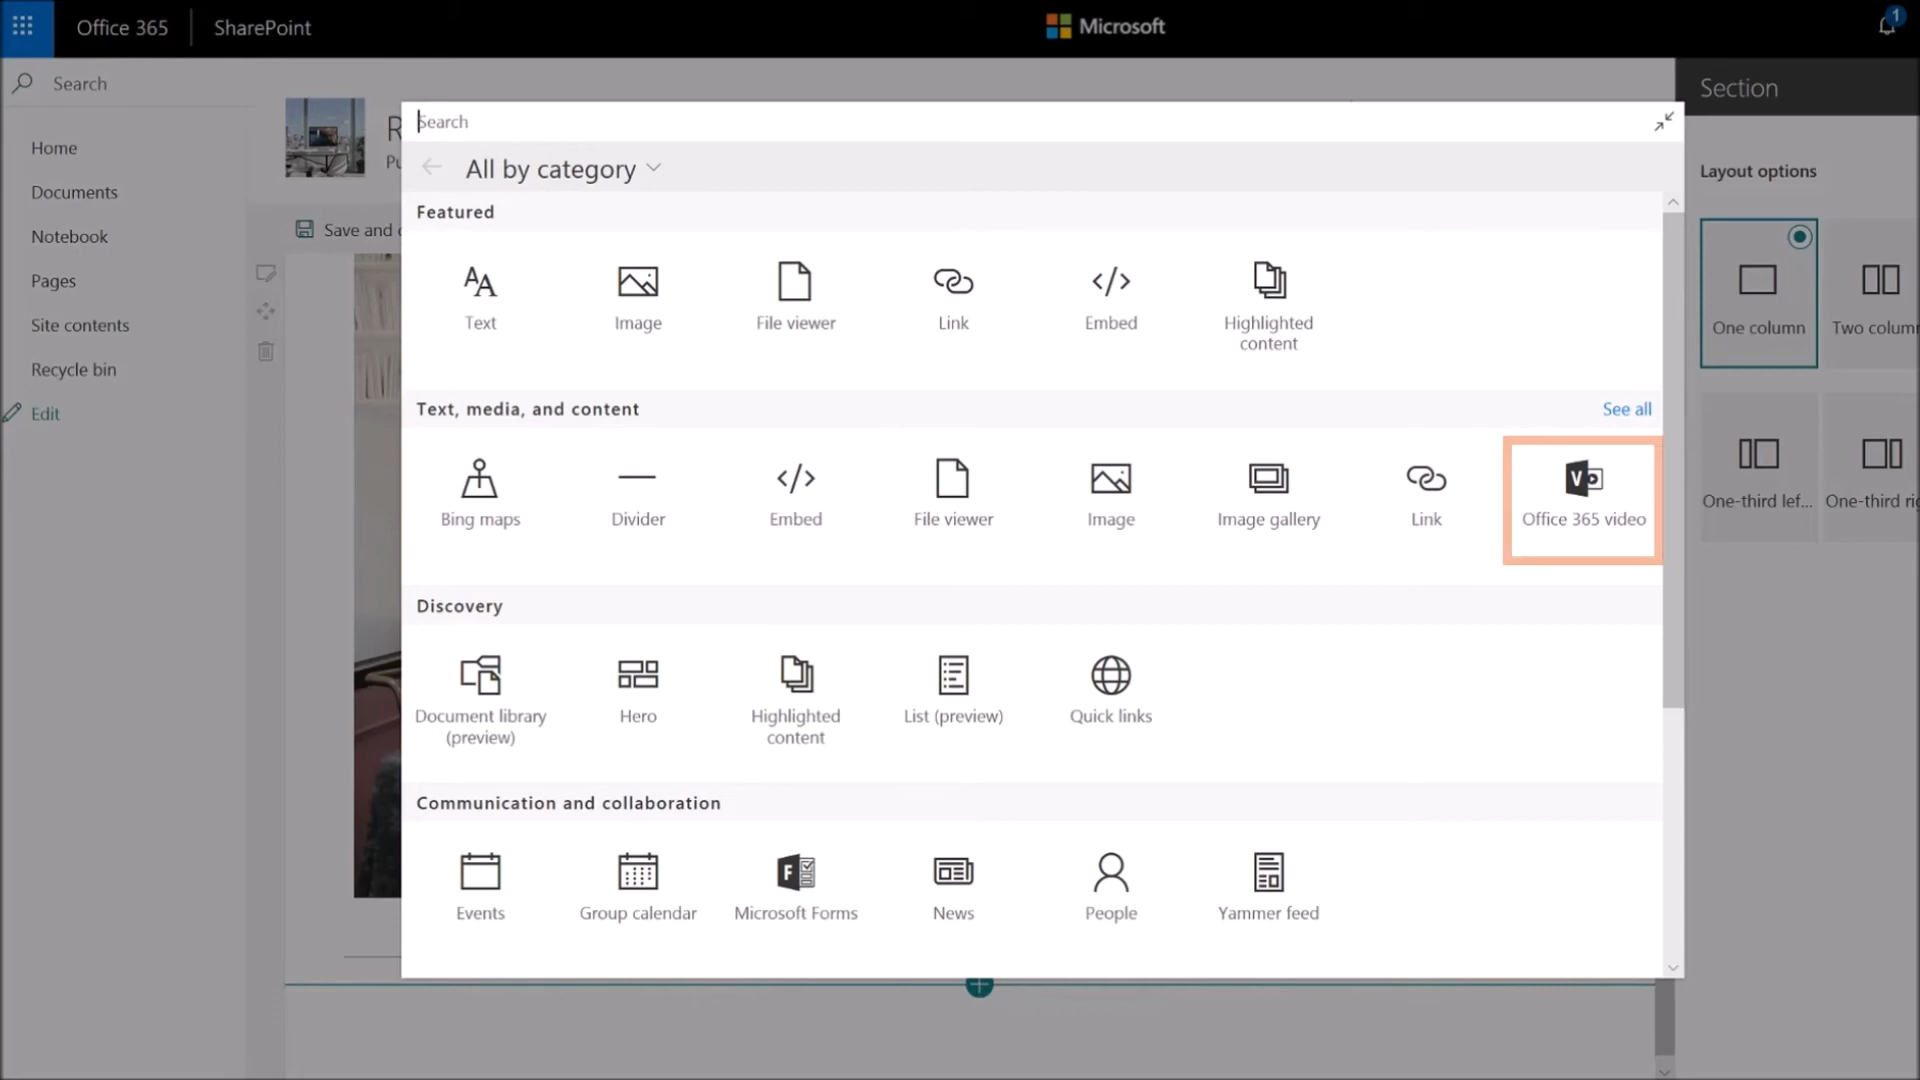 Office 365
SharePoint
Microsoft
1
Search
Home
Documents
Notebook
Pages
Site contents
Recycle bin
Edit
R
Pu
Save and c
Search
All by category
Featured
Text
Image
File viewer
Link
Embed
Highlighted
content
Text, media, and content
See all
Bing maps
Divider
Embed
File viewer
Image
Image gallery
Link
Office 365 video
Discovery
Document library
(preview)
Hero
Highlighted
content
List (preview)
Quick links
Communication and collaboration
Events
Group calendar
Microsoft Forms
News
People
Yammer feed
Section
Layout options
One column
Two colum
One-third lef...
One-third rig